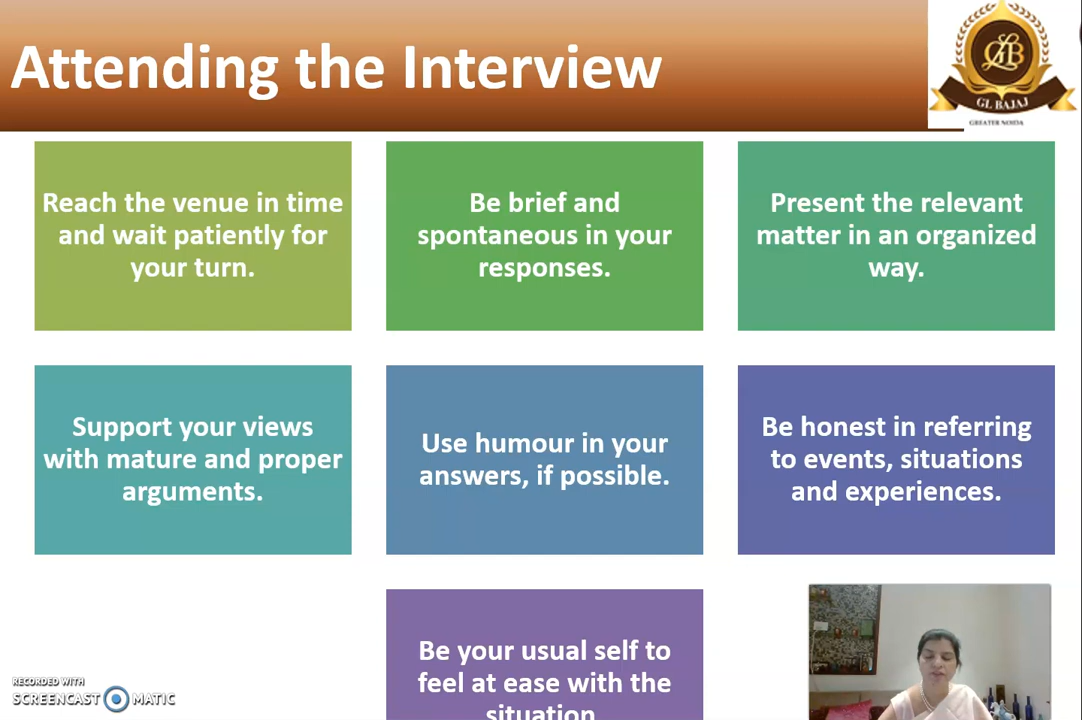 Attending the Interview
GL BAJAJ
GREATER NOIDA
Reach the venue in time
and wait patiently for
your turn.
Be brief and
spontaneous in your
responses.
Present the relevant
matter in an organized
way.
Support your views
with mature and proper
arguments.
Use humour in your
answers, if possible.
Be honest in referring
to events, situations
and experiences.
Be your usual self to
feel at ease with the
situation
RECORDED WITH
SCREENCAST MATIC